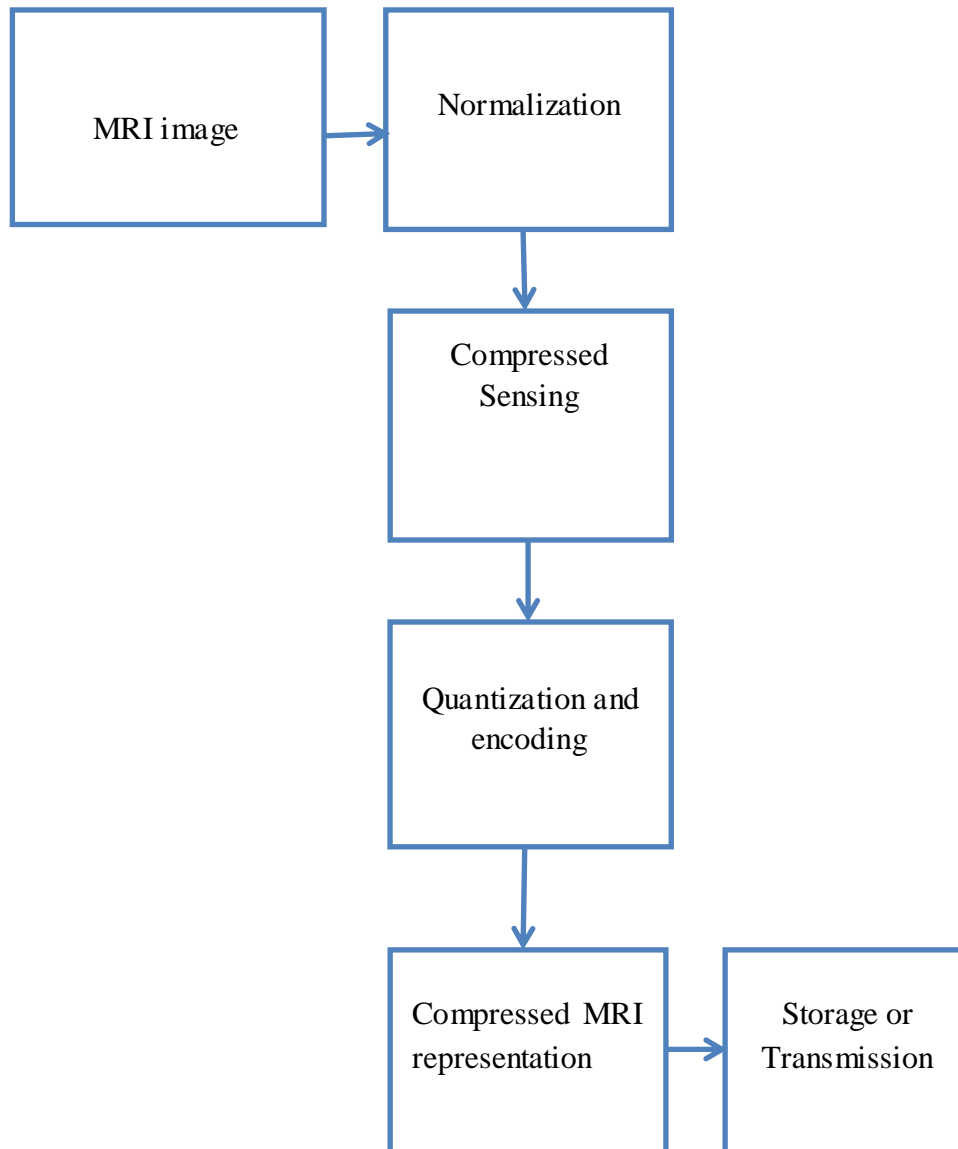 MRI image
Normalization
Compressed
Sensing
Quantization and
encoding
Compressed MRI
representation
Storage or
Transmission